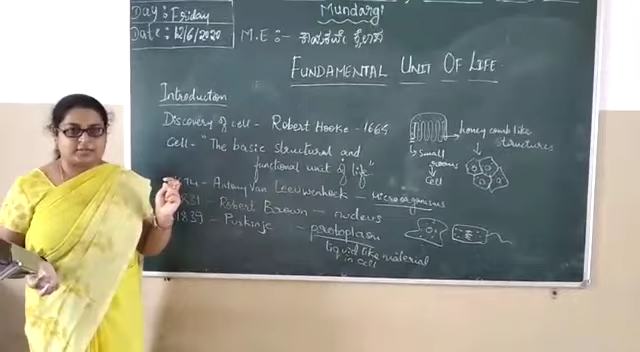 Day: Friday
Date: 12/6/2020
Mundargi
M.E :-
FUNDAMENTAL UNIT OF LIFE
Introduction
Discovery of cell - Robert Hooke - 1665
honey comb like
structures
Small
rooms
Cell
Cell - "The basic structural and
functional unit of life"
Antony Van Leeuwenhock - microorganisms
Robert Brown - nucleus
1839 - Purkinje - protoplasm
liquid like material
in cell